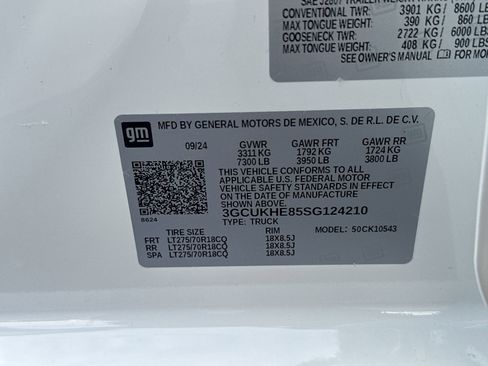 SAE J2807 TRAILER WEIGHT
CONVENTIONAL TWR: 3901 KG / 8600 LB
MAX TONGUE WEIGHT: 390 KG / 860 LB
GOOSENECK TWR: 2722 KG / 6000 LBS
MAX TONGUE WEIGHT: 408 KG / 900 LBS
SEE OWNER'S MANUAL FOR MOR
gm MFD BY GENERAL MOTORS DE MEXICO, S. DE R.L. DE C.V.
09/24 GVWR GAWR FRT GAWR RR
3311 KG 1792 KG 1724 KG
7300 LB 3950 LB 3800 LB
THIS VEHICLE CONFORMS TO ALL APPLICABLE U.S. FEDERAL MOTOR
VEHICLE SAFETY STANDARDS IN EFFECT ON THE DATE OF MANUFACTURE
SHOWN ABOVE.
8624
3GCUKHE85SG124210
TYPE: TRUCK
TIRE SIZE RIM MODEL: 50CK10543
FRT LT275/70R18CQ 18X8.5J
RR LT275/70R18CQ 18X8.5J
SPA LT275/70R18CQ 18X8.5J